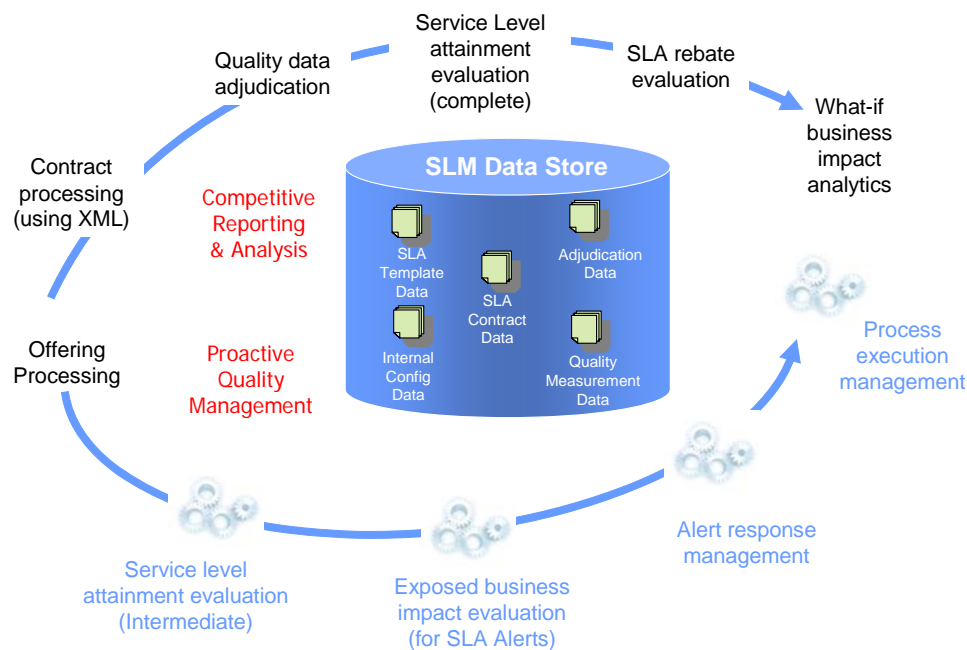 Service Level
attainment
evaluation
(complete)
Quality data
adjudication
SLA rebate
evaluation
What-if
business
impact
analytics
Contract
processing
(using XML)
Competitive
Reporting
& Analysis
SLM Data Store
SLA
Template
Data
Adjudication
Data
SLA
Contract
Data
Internal
Config
Data
Quality
Measurement
Data
Offering
Processing
Proactive
Quality
Management
Process
execution
management
Alert response
management
Service level
attainment evaluation
(Intermediate)
Exposed business
impact evaluation
(for SLA Alerts)